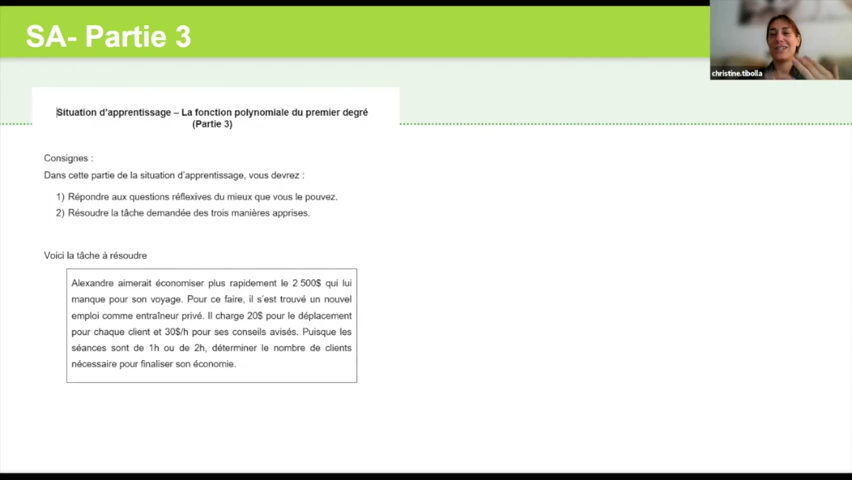 SA- Partie 3
christine.tibolla
Situation d'apprentissage – La fonction polynomiale du premier degré
(Partie 3)
Consignes :
Dans cette partie de la situation d'apprentissage, vous devrez :
1) Répondre aux questions réflexives du mieux que vous le pouvez.
2) Résoudre la tâche demandée des trois manières apprises.
Voici la tâche à résoudre
Alexandre aimerait économiser plus rapidement le 2 500$ qui lui
manque pour son voyage. Pour ce faire, il s'est trouvé un nouvel
emploi comme entraîneur privé. Il charge 20$ pour le déplacement
pour chaque client et 30$/h pour ses conseils avisés. Puisque les
séances sont de 1h ou de 2h, déterminer le nombre de clients
nécessaire pour finaliser son économie.